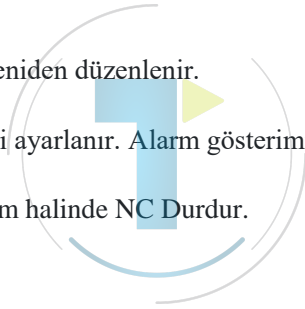 eniden düzenlenir.
i ayarlanır. Alarm gösterim
m halinde NC Durdur.